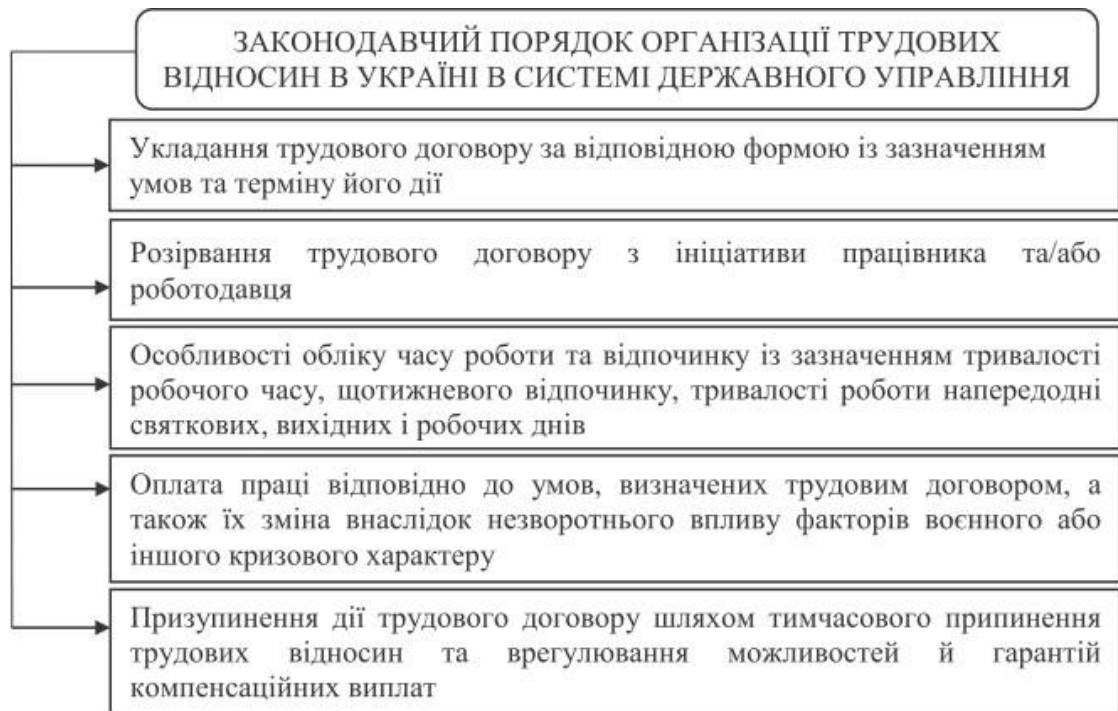 ЗАКОНОДАВЧИЙ ПОРЯДОК ОРГАНІЗАЦІЇ ТРУДОВИХ
ВІДНОСИН В УКРАЇНІ В СИСТЕМІ ДЕРЖАВНОГО УПРАВЛІННЯ
Укладання трудового договору за відповідною формою із зазначенням
умов та терміну його дії
Розірвання трудового договору з ініціативи працівника та/або
роботодавця
Особливості обліку часу роботи та відпочинку із зазначенням тривалості
робочого часу, щотижневого відпочинку, тривалості роботи напередодні
святкових, вихідних і робочих днів
Оплата праці відповідно до умов, визначених трудовим договором, а
також їх зміна внаслідок незворотнього впливу факторів воєнного або
іншого кризового характеру
Призупинення дії трудового договору шляхом тимчасового припинення
трудових відносин та врегулювання можливостей й гарантій
компенсаційних виплат